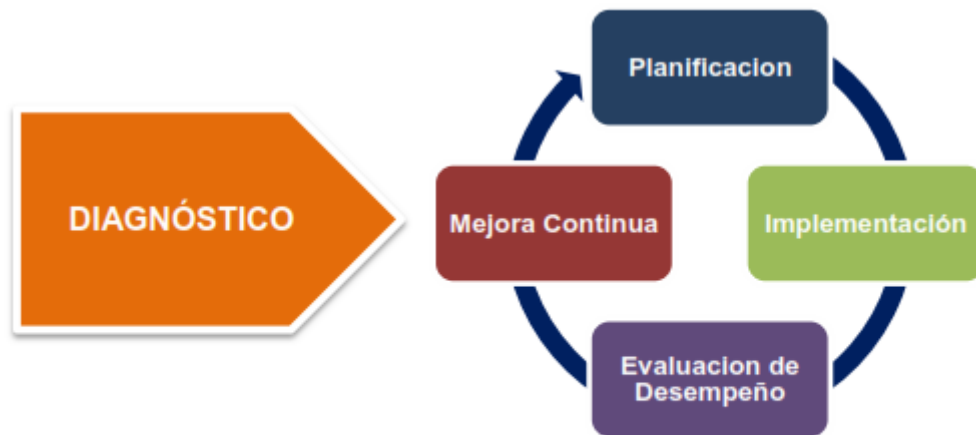 DIAGNÓSTICO
Planificacion
Mejora Continua
Implementación
Evaluacion de
Desempeño